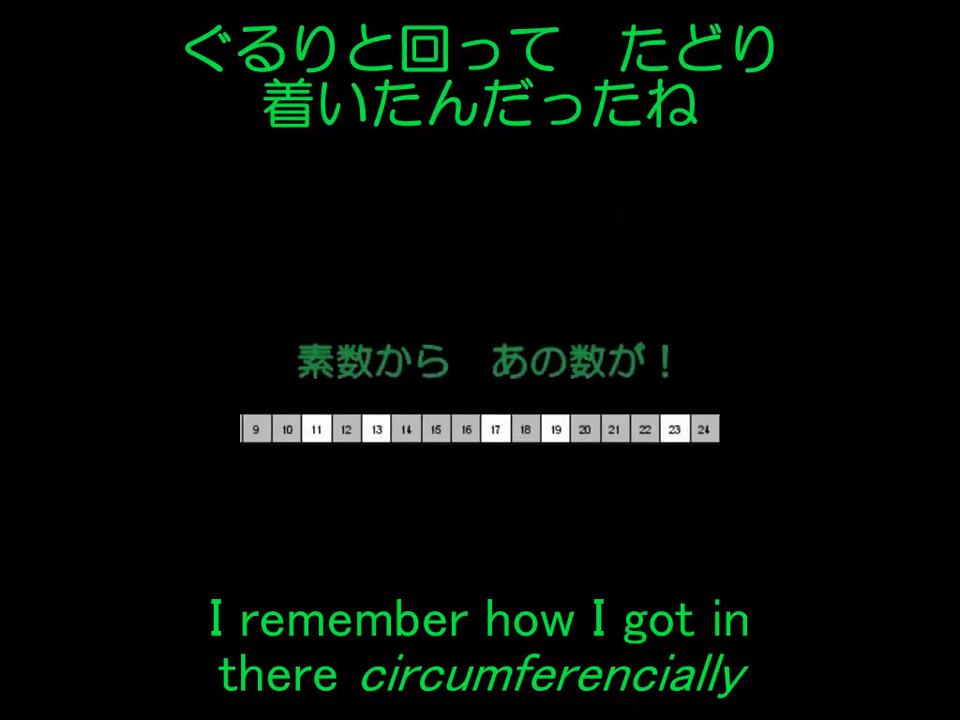 ぐるりと回って　たどり
着いたんだったね
素数から　あの数が！
9 10 11 12 13 14 15 16 17 18 19 20 21 22 23 24
I remember how I got in
there circumferencially